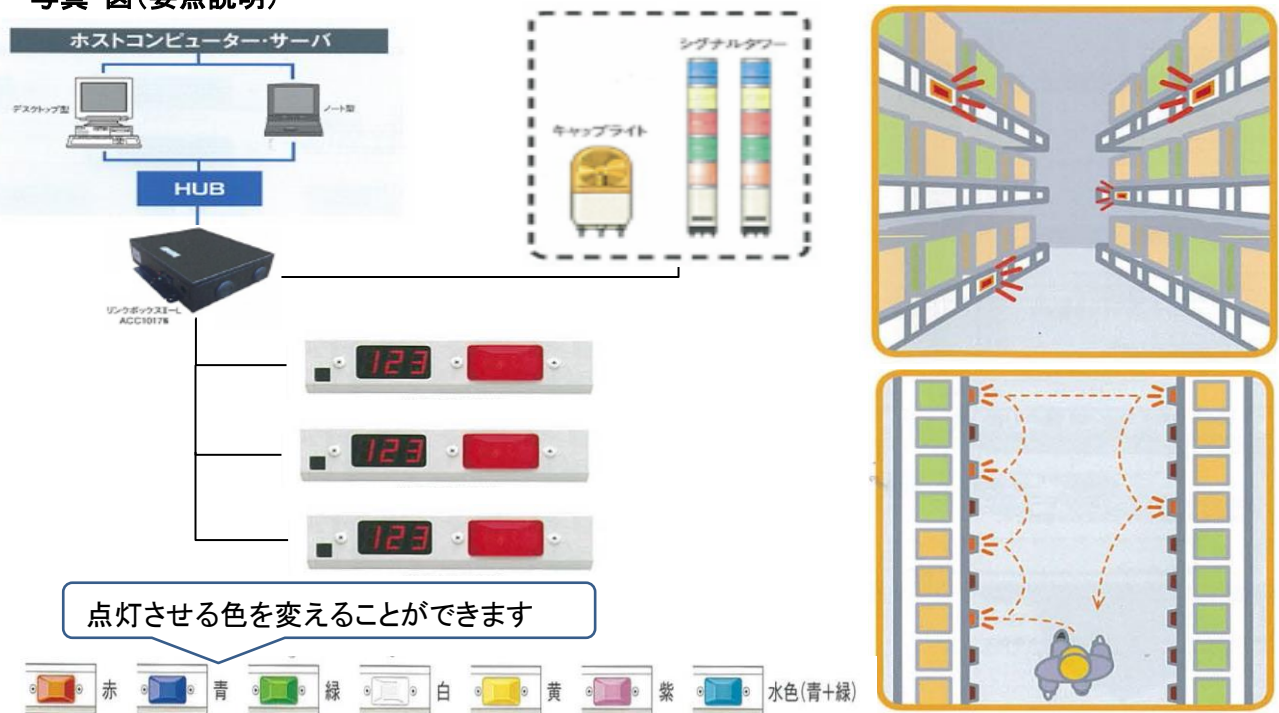 写真・図(要点説明)
ホストコンピューター・サーバ
デスクトップ型
ノート型
HUB
リンクボックスⅡーL
シグナルタワー
キャップライト
123
123
123
点灯させる色を変えることができます
赤
青
緑
白
黄
紫
水色(青+緑)